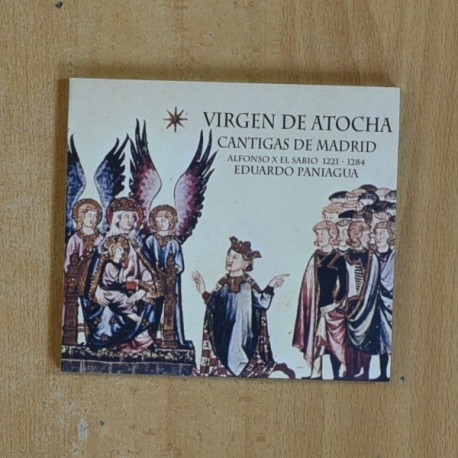 VIRGEN DE ATOCHA
CANTIGAS DE MADRID
ALFONSO X EL SABIO 1221 - 1284
EDUARDO PANIAGUA